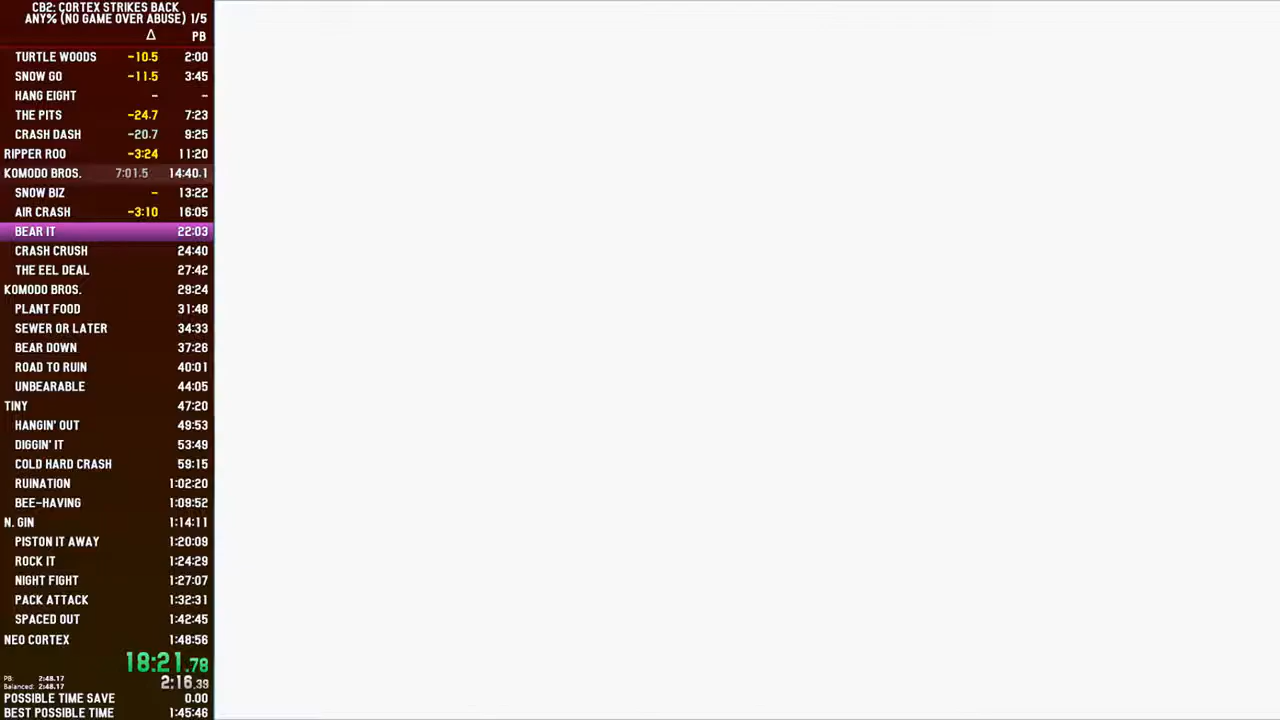 CB2: CORTEX STRIKES BACK
ANY% (NO GAME OVER ABUSE) 1/5
Δ PB
TURTLE WOODS -10.5 2:00
SNOW GO -11.5 3:45
HANG EIGHT - -
THE PITS -24.7 7:23
CRASH DASH -20.7 9:25
RIPPER ROO -3:24 11:20
KOMODO BROS. 7:01.5 14:40.1
SNOW BIZ - 13:22
AIR CRASH -3:10 16:05
BEAR IT 22:03
CRASH CRUSH 24:40
THE EEL DEAL 27:42
KOMODO BROS. 29:24
PLANT FOOD 31:48
SEWER OR LATER 34:33
BEAR DOWN 37:26
ROAD TO RUIN 40:01
UNBEARABLE 44:05
TINY 47:20
HANGIN' OUT 49:53
DIGGIN' IT 53:49
COLD HARD CRASH 59:15
RUINATION 1:02:20
BEE-HAVING 1:09:52
N. GIN 1:14:11
PISTON IT AWAY 1:20:09
ROCK IT 1:24:29
NIGHT FIGHT 1:27:07
PACK ATTACK 1:32:31
SPACED OUT 1:42:45
NEO CORTEX 1:48:56
18:21.78
PB: 2:48.17 2:16.39
Balanced: 2:48.17
POSSIBLE TIME SAVE 0.00
BEST POSSIBLE TIME 1:45:46